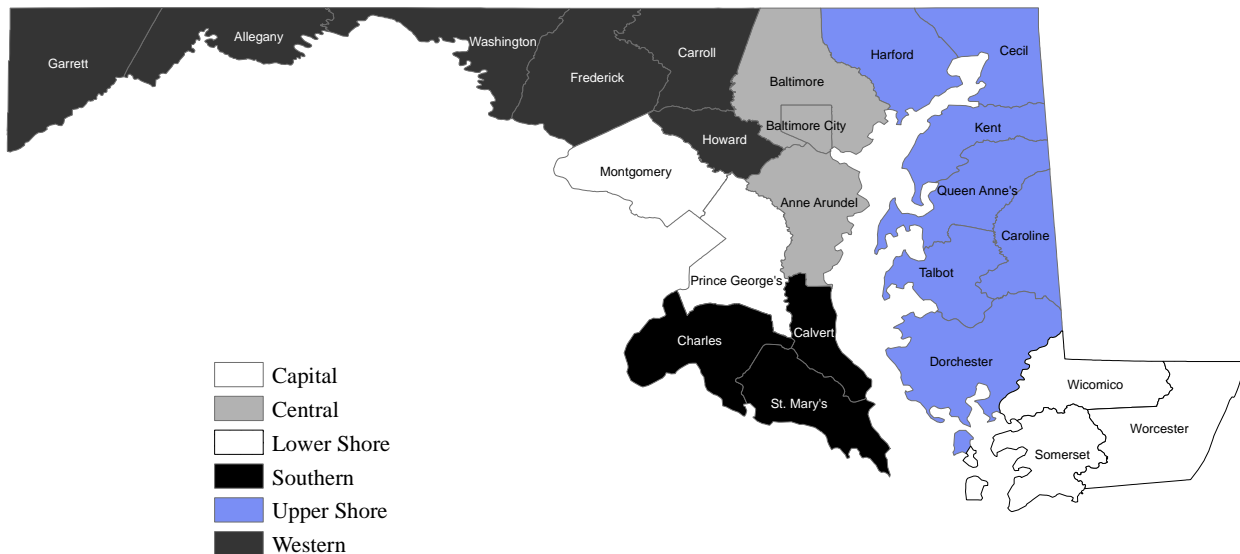 Garrett
Allegany
Washington
Frederick
Carroll
Baltimore
Harford
Cecil
Baltimore City
Howard
Kent
Montgomery
Anne Arundel
Queen Anne's
Caroline
Talbot
Prince George's
Charles
Calvert
Dorchester
St. Mary's
Wicomico
Worcester
Somerset
Capital
Central
Lower Shore
Southern
Upper Shore
Western